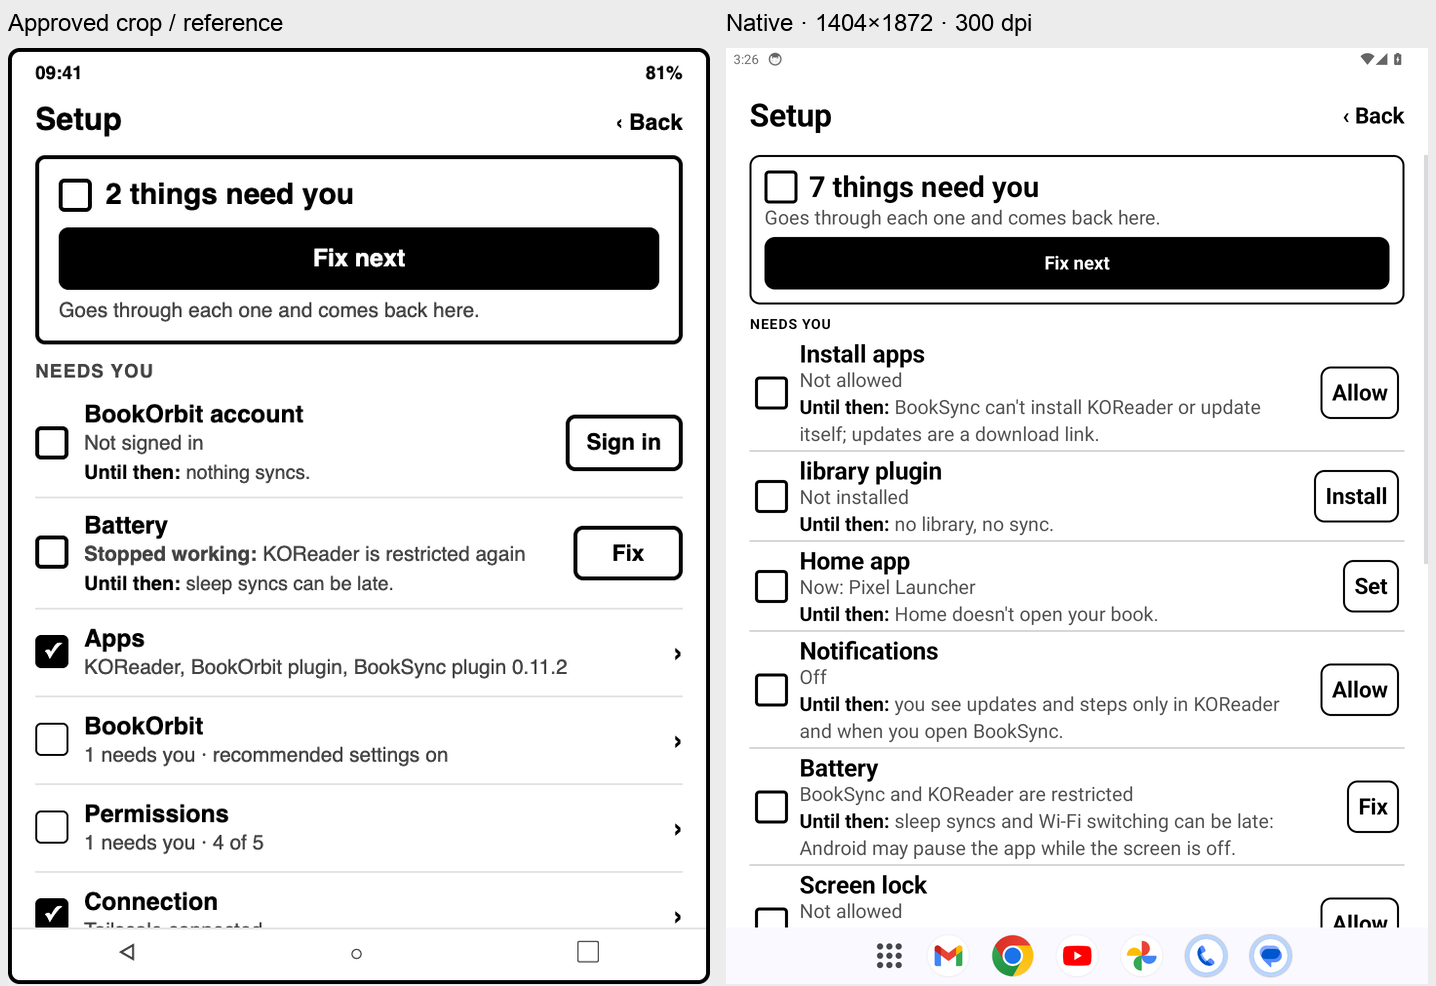 Approved crop / reference
09:41
81%
Setup
‹ Back
2 things need you
Fix next
Goes through each one and comes back here.
NEEDS YOU
BookOrbit account
Not signed in
Until then: nothing syncs.
Sign in
Battery
Stopped working: KOReader is restricted again
Until then: sleep syncs can be late.
Fix
Apps
KOReader, BookOrbit plugin, BookSync plugin 0.11.2
›
BookOrbit
1 needs you · recommended settings on
›
Permissions
1 needs you · 4 of 5
›
Connection
Tailscale connected
›
Native · 1404×1872 · 300 dpi
3:26
Setup
‹ Back
7 things need you
Goes through each one and comes back here.
Fix next
NEEDS YOU
Install apps
Not allowed
Until then: BookSync can't install KOReader or update
itself; updates are a download link.
Allow
library plugin
Not installed
Until then: no library, no sync.
Install
Home app
Now: Pixel Launcher
Until then: Home doesn't open your book.
Set
Notifications
Off
Until then: you see updates and steps only in KOReader
and when you open BookSync.
Allow
Battery
BookSync and KOReader are restricted
Until then: sleep syncs and Wi-Fi switching can be late:
Android may pause the app while the screen is off.
Fix
Screen lock
Not allowed
Allow